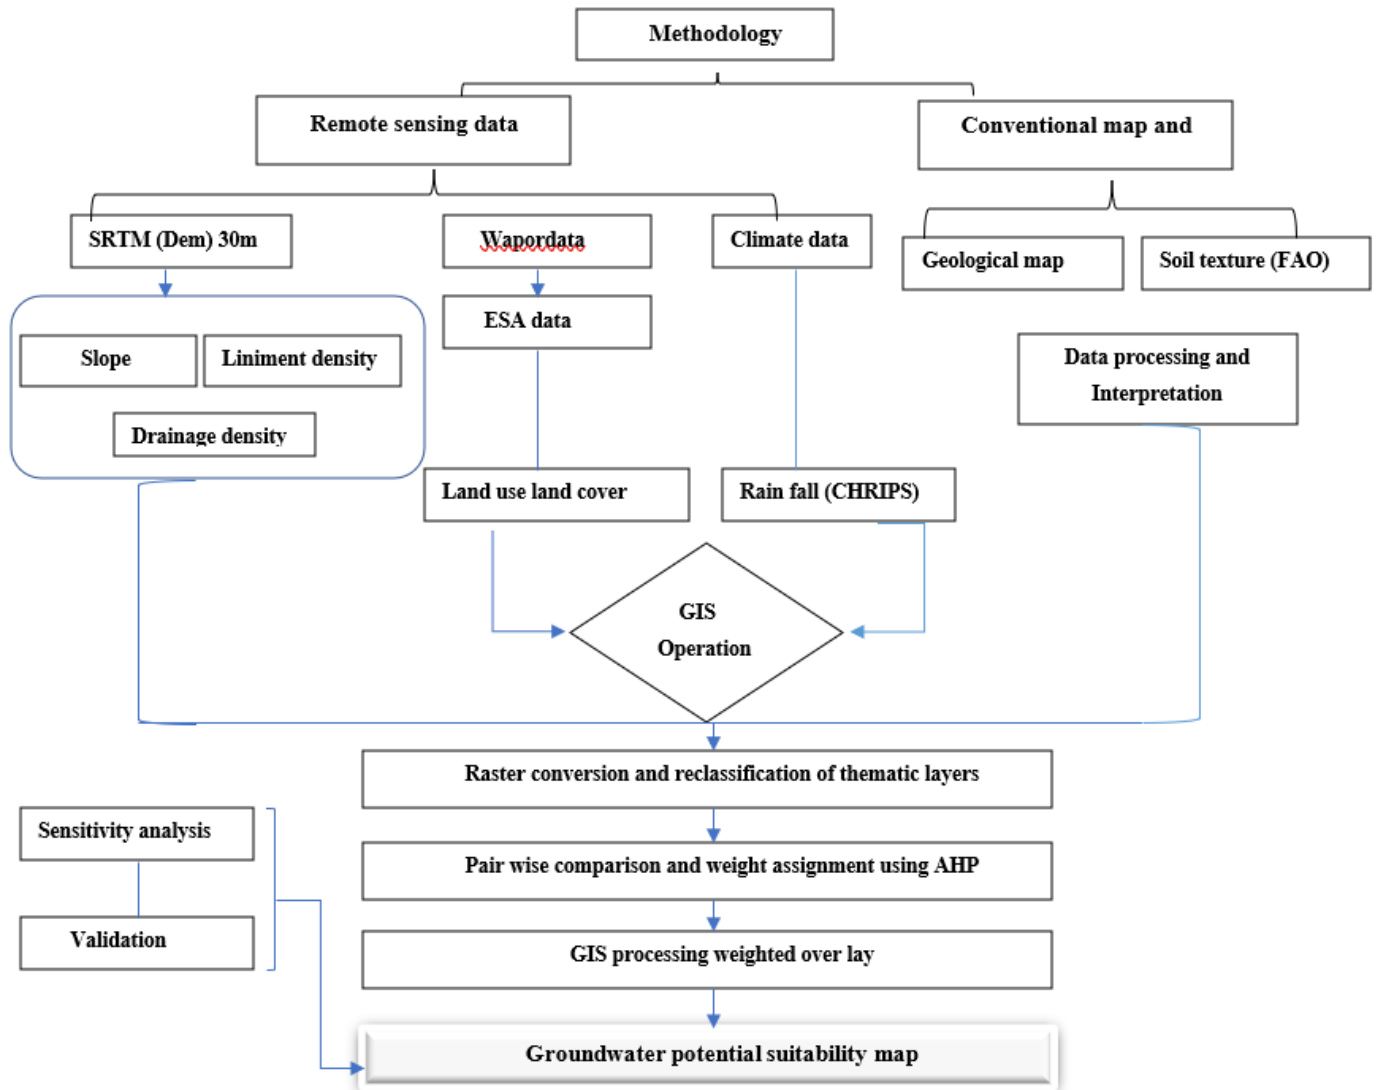 Methodology
Remote sensing data
Conventional map and
SRTM (Dem) 30m
Wapordata
Climate data
Geological map
Soil texture (FAO)
ESA data
Slope
Liniment density
Drainage density
Data processing and
Interpretation
Land use land cover
Rain fall (CHRIPS)
GIS
Operation
Raster conversion and reclassification of thematic layers
Sensitivity analysis
Pair wise comparison and weight assignment using AHP
Validation
GIS processing weighted over lay
Groundwater potential suitability map